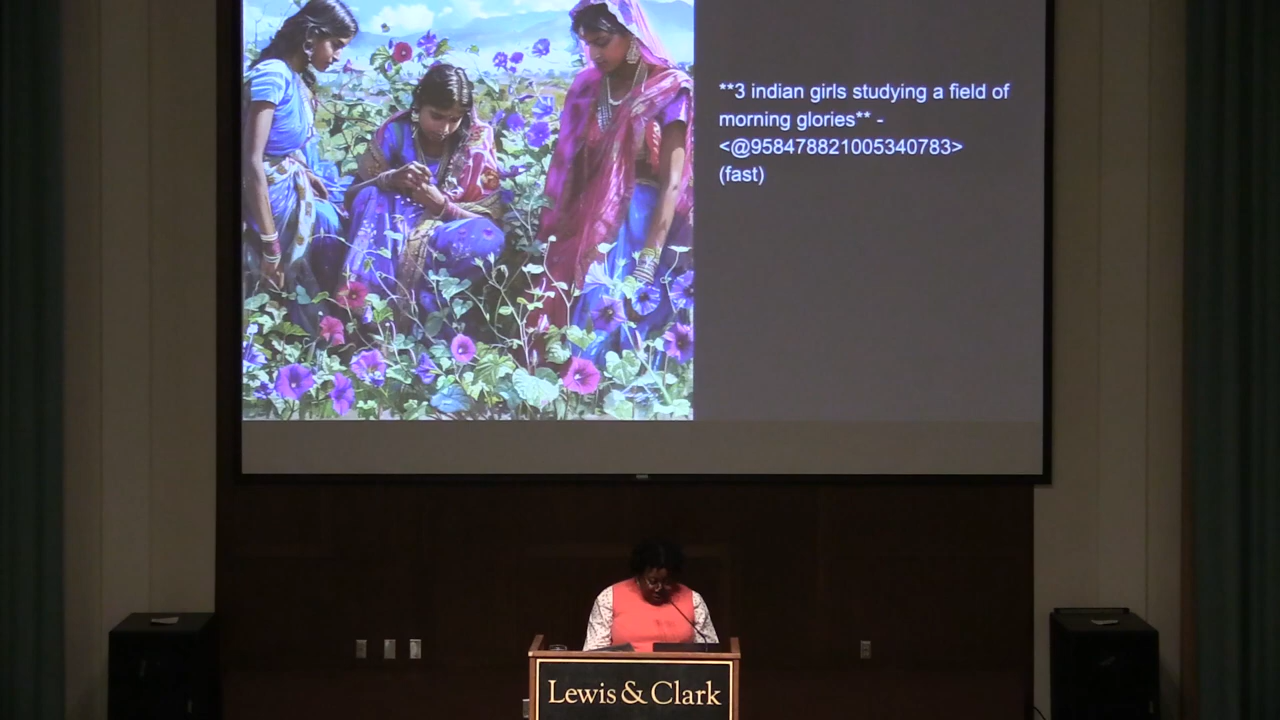 **3 indian girls studying a field of
morning glories** -
<@958478821005340783>
(fast)
Lewis & Clark